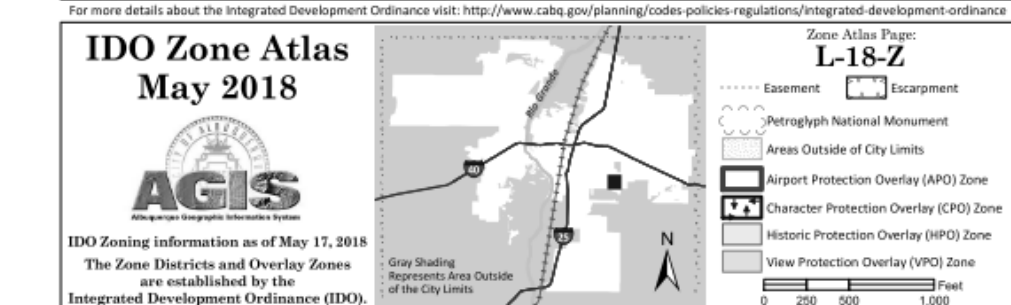 For more details about the Integrated Development Ordinance visit: http://www.cabq.gov/planning/codes-policies-regulations/integrated-development-ordinance
IDO Zone Atlas
May 2018
CITY OF ALBUQUERQUE
AGIS
Albuquerque Geographic Information System
IDO Zoning information as of May 17, 2018
The Zone Districts and Overlay Zones
are established by the
Integrated Development Ordinance (IDO).
Rio Grande
40
25
Gray Shading
Represents Area Outside
of the City Limits
N
Zone Atlas Page:
L-18-Z
Easement
Escarpment
Petroglyph National Monument
Areas Outside of City Limits
Airport Protection Overlay (APO) Zone
Character Protection Overlay (CPO) Zone
Historic Protection Overlay (HPO) Zone
View Protection Overlay (VPO) Zone
Feet
0 250 500 1,000